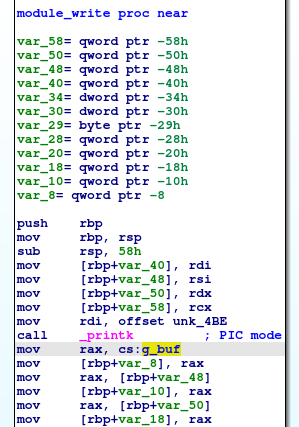 module_write proc near
var_58= qword ptr -58h
var_50= qword ptr -50h
var_48= qword ptr -48h
var_40= qword ptr -40h
var_34= qword ptr -34h
var_30= dword ptr -30h
var_29= byte ptr -29h
var_28= qword ptr -28h
var_20= qword ptr -20h
var_18= qword ptr -18h
var_10= qword ptr -10h
var_8= qword ptr -8
push rbp
mov rbp, rsp
sub rsp, 58h
mov [rbp+var_40], rdi
mov [rbp+var_48], rsi
mov [rbp+var_50], rdx
mov [rbp+var_58], rcx
mov rdi, offset unk_4BE
call _printk ; PIC mode
mov rax, cs:g_buf
mov [rbp+var_8], rax
mov rax, [rbp+var_48]
mov [rbp+var_10], rax
mov rax, [rbp+var_50]
mov [rbp+var_18], rax